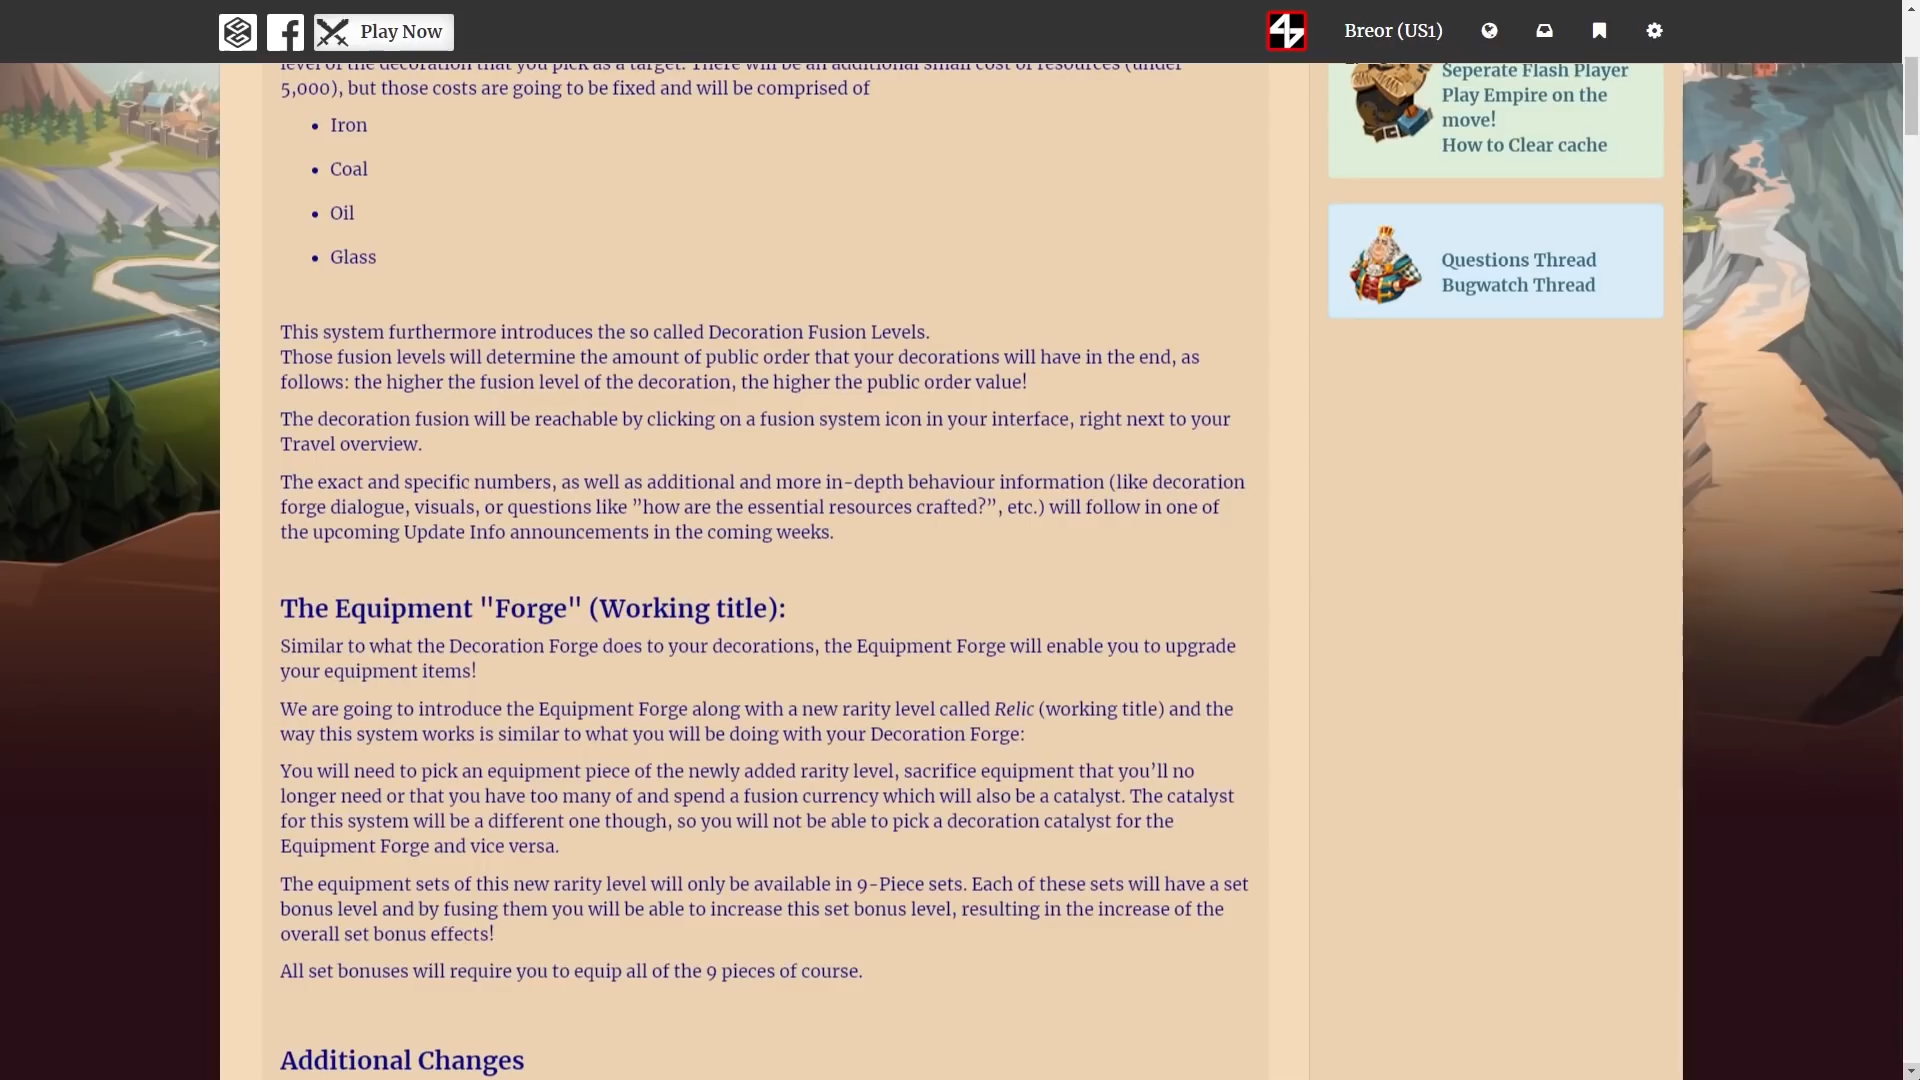 Play Now
Breor (US1)
level of the decoration that you pick as a target. There will be an additional small cost of resources (under
5,000), but those costs are going to be fixed and will be comprised of
Iron
Coal
Oil
Glass
This system furthermore introduces the so called Decoration Fusion Levels.
Those fusion levels will determine the amount of public order that your decorations will have in the end, as
follows: the higher the fusion level of the decoration, the higher the public order value!
The decoration fusion will be reachable by clicking on a fusion system icon in your interface, right next to your
Travel overview.
The exact and specific numbers, as well as additional and more in-depth behaviour information (like decoration
forge dialogue, visuals, or questions like ”how are the essential resources crafted?”, etc.) will follow in one of
the upcoming Update Info announcements in the coming weeks.
The Equipment "Forge" (Working title):
Similar to what the Decoration Forge does to your decorations, the Equipment Forge will enable you to upgrade
your equipment items!
We are going to introduce the Equipment Forge along with a new rarity level called Relic (working title) and the
way this system works is similar to what you will be doing with your Decoration Forge:
You will need to pick an equipment piece of the newly added rarity level, sacrifice equipment that you’ll no
longer need or that you have too many of and spend a fusion currency which will also be a catalyst. The catalyst
for this system will be a different one though, so you will not be able to pick a decoration catalyst for the
Equipment Forge and vice versa.
The equipment sets of this new rarity level will only be available in 9-Piece sets. Each of these sets will have a set
bonus level and by fusing them you will be able to increase this set bonus level, resulting in the increase of the
overall set bonus effects!
All set bonuses will require you to equip all of the 9 pieces of course.
Additional Changes
Seperate Flash Player
Play Empire on the
move!
How to Clear cache
Questions Thread
Bugwatch Thread